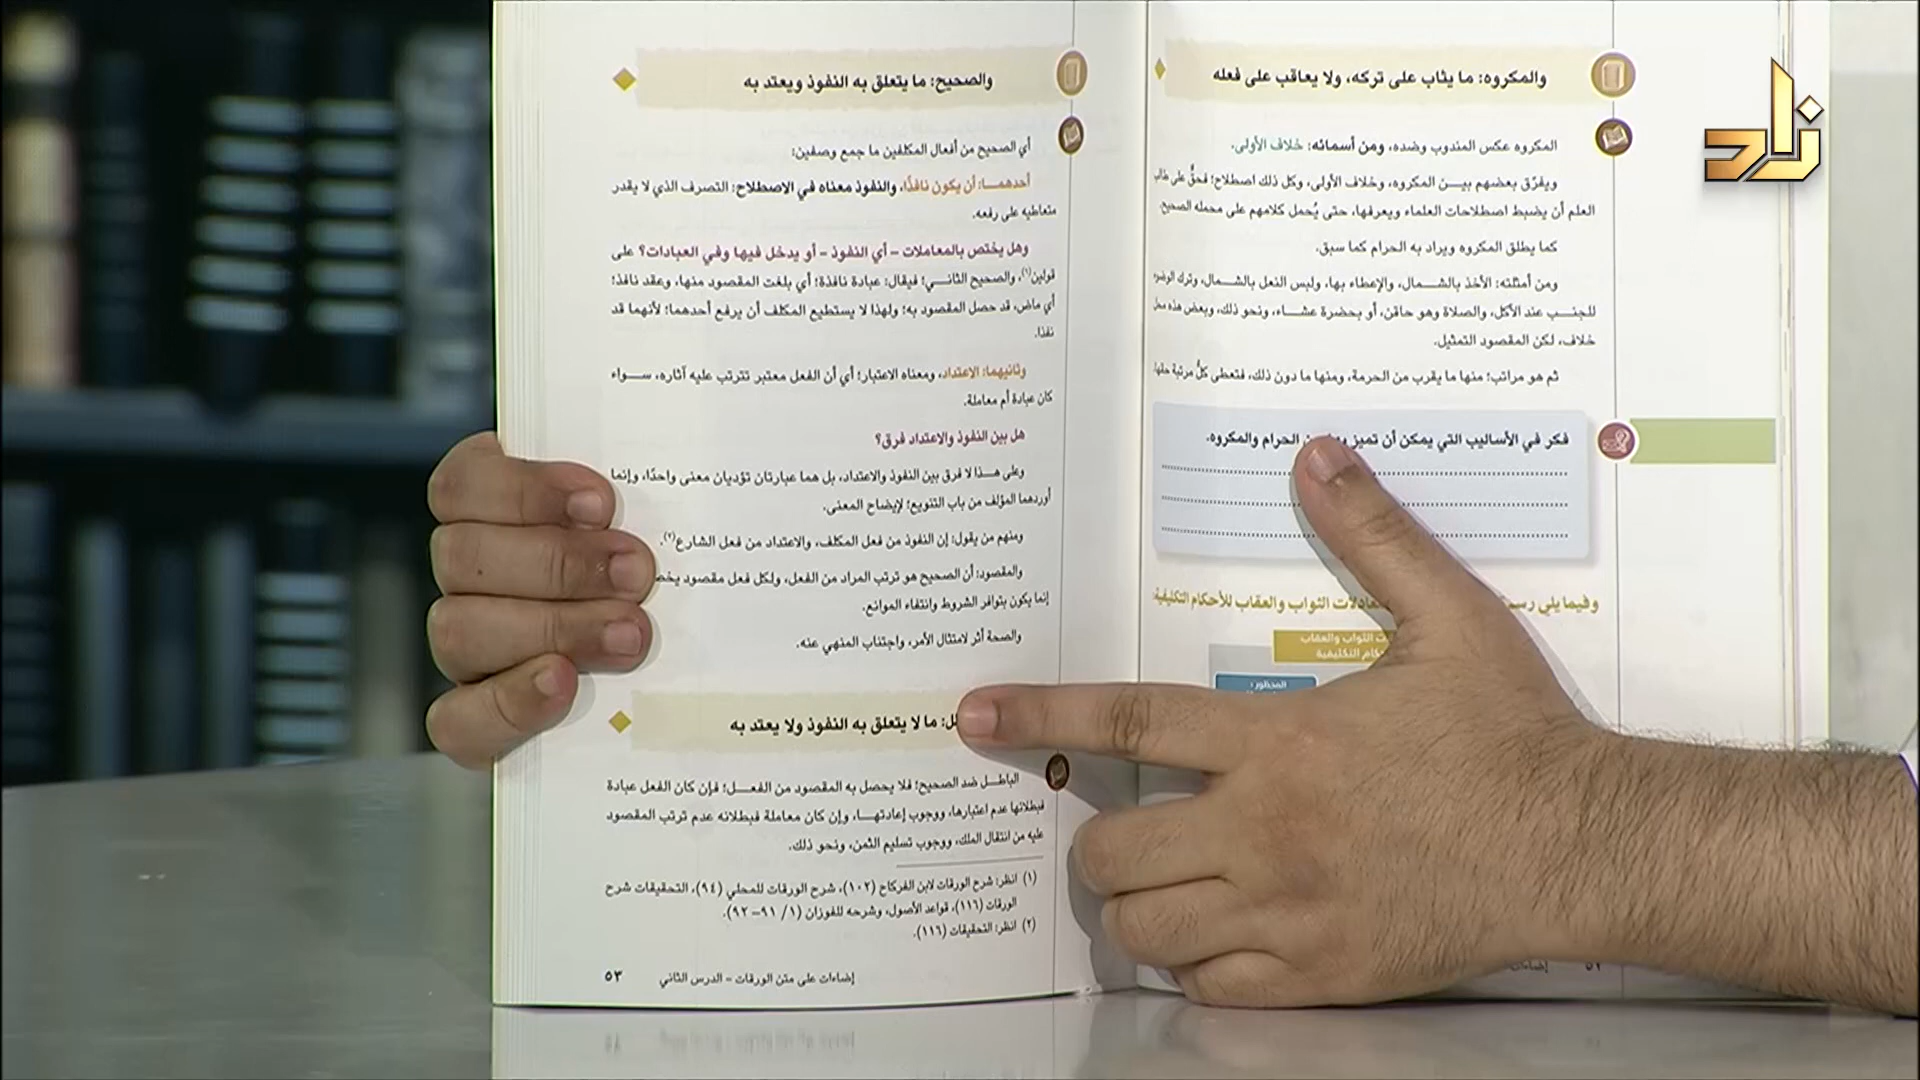 زاد
والمكروه: ما يثاب على تركه، ولا يعاقب على فعله
المكروه عكس المندوب وضده، ومن أسمائه: خلاف الأولى.
ويفرّق بعضهم بين المكروه، وخلاف الأولى، وكل ذلك اصطلاح؛ فحقٌّ على طالب
العلم أن يضبط اصطلاحات العلماء ويعرفها، حتى يُحمل كلامهم على محمله الصحيح.
كما يطلق المكروه ويراد به الحرام كما سبق.
ومن أمثلته: الأخذ بالشمال، والإعطاء بها، ولبس النعل بالشمال، وترك الوضوء
للجنب عند الأكل، والصلاة وهو حاقن، أو بحضرة عشاء، ونحو ذلك، وبعض هذه محل
خلاف، لكن المقصود التمثيل.
ثم هو مراتب؛ منها ما يقرب من الحرمة، ومنها ما دون ذلك، فتعطى كلُّ مرتبة حقها.
فكر في الأساليب التي يمكن أن تميز الحرام والمكروه.
وفيما يلي معادلات الثواب والعقاب للأحكام التكليفية:
الثواب والعقاب
التكليفية
المحظور:
والصحيح: ما يتعلق به النفوذ ويعتد به
أي الصحيح من أفعال المكلفين ما جمع وصفين:
أحدهما: أن يكون نافذًا، والنفوذ معناه في الاصطلاح: التصرف الذي لا يقدر
متعاطيه على رفعه.
وهل يختص بالمعاملات – أي النفوذ – أو يدخل فيها وفي العبادات؟ على
قولين(١)، والصحيح الثاني؛ فيقال: عبادة نافذة؛ أي بلغت المقصود منها، وعقد نافذ؛
أي ماض، قد حصل المقصود به؛ ولهذا لا يستطيع المكلف أن يرفع أحدهما؛ لأنهما قد
نفذا.
وثانيهما: الاعتداد، ومعناه الاعتبار؛ أي أن الفعل معتبر تترتب عليه آثاره، سواء
كان عبادة أم معاملة.
هل بين النفوذ والاعتداد فرق؟
وعلى هذا لا فرق بين النفوذ والاعتداد، بل هما عبارتان تؤديان معنى واحدًا، وإنما
أوردهما المؤلف من باب التنويع؛ لإيضاح المعنى.
ومنهم من يقول: إن النفوذ من فعل المكلف، والاعتداد من فعل الشارع(٢).
والمقصود: أن الصحيح هو ترتب المراد من الفعل، ولكل فعل مقصود
إنما يكون بتوافر الشروط وانتفاء الموانع.
والصحة أثر لامتثال الأمر، واجتناب المنهي عنه.
ما لا يتعلق به النفوذ ولا يعتد به
الباطل ضد الصحيح؛ فلا يحصل به المقصود من الفعل؛ فإن كان الفعل عبادة
فبطلانها عدم اعتبارها، ووجوب إعادتها، وإن كان معاملة فبطلانه عدم ترتب المقصود
عليه من انتقال الملك، ووجوب تسليم الثمن، ونحو ذلك.
(١) انظر: شرح الورقات لابن الفركاح (١٠٢)، شرح الورقات للمحلي (٩٤)، التحقيقات شرح
الورقات (١١٦)، قواعد الأصول، وشرحه للفوزان (١/ ٩١–٩٢).
(٢) انظر: التحقيقات (١١٦).
إضاءات على متن الورقات – الدرس الثاني ٥٣